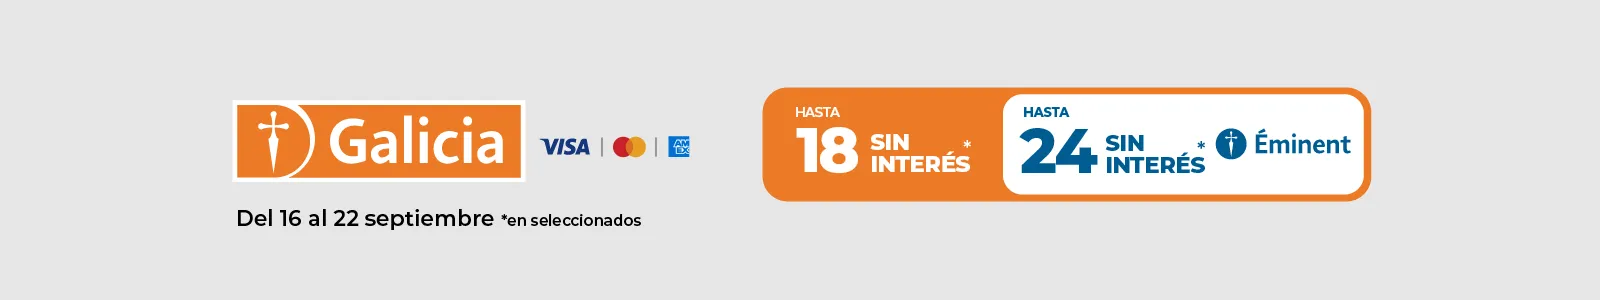 Galicia
VISA
AM
EX
Del 16 al 22 septiembre *en seleccionados
HASTA
18 SIN
INTERÉS*
HASTA
24 SIN
INTERÉS*
Éminent